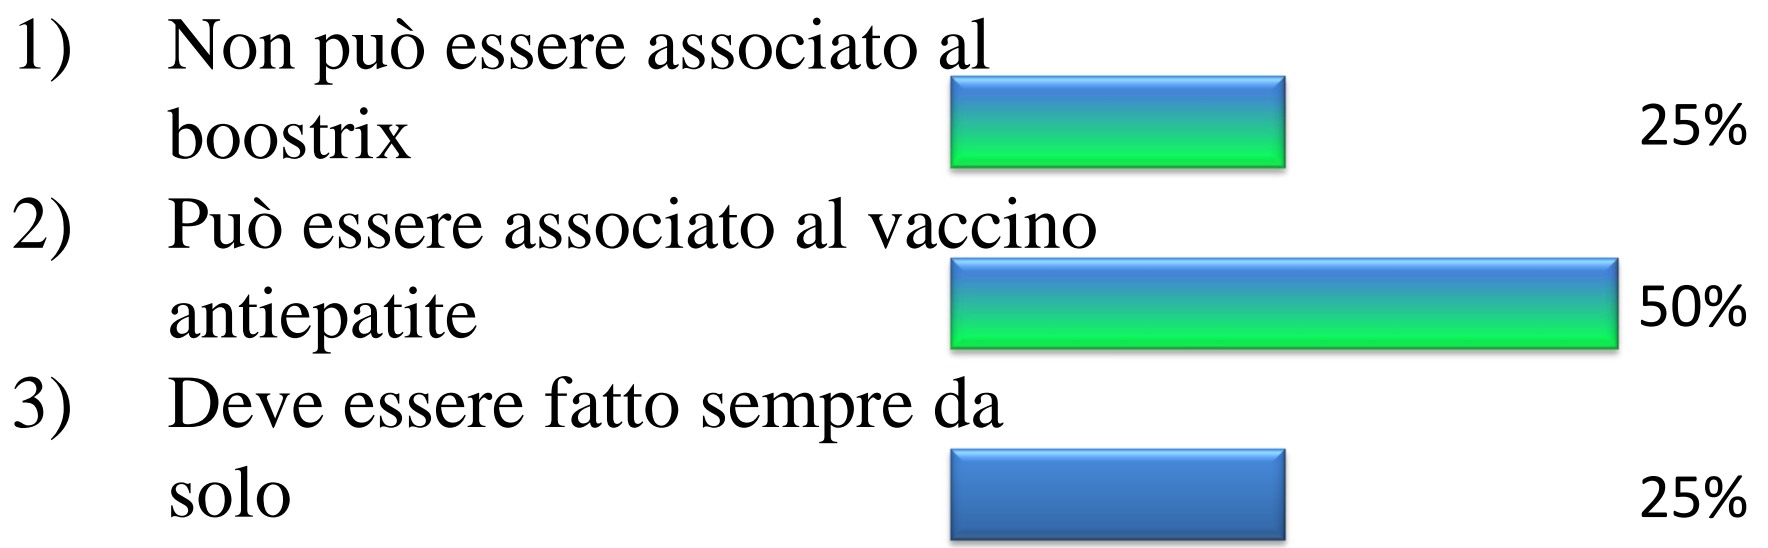 1) Non può essere associato al
boostrix 25%
2) Può essere associato al vaccino
antiepatite 50%
3) Deve essere fatto sempre da
solo 25%